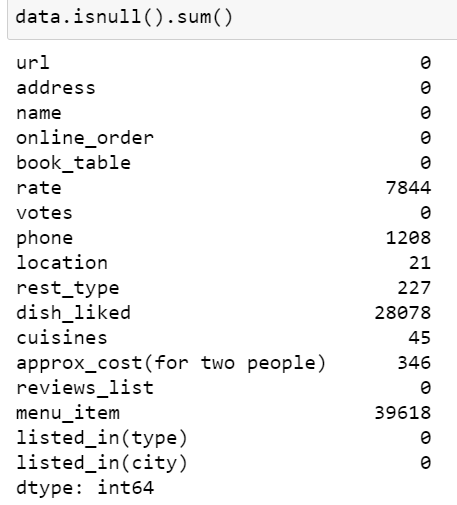 data.isnull().sum()
url 0
address 0
name 0
online_order 0
book_table 0
rate 7844
votes 0
phone 1208
location 21
rest_type 227
dish_liked 28078
cuisines 45
approx_cost(for two people) 346
reviews_list 0
menu_item 39618
listed_in(type) 0
listed_in(city) 0
dtype: int64